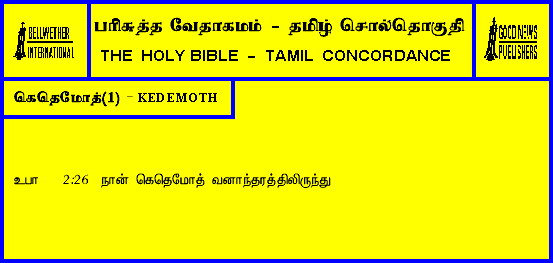 BELLWETHER
INTERNATIONAL
பரிசுத்த வேதாகமம் - தமிழ் சொல்தொகுதி
THE HOLY BIBLE - TAMIL CONCORDANCE
GOOD NEWS
PUBLISHERS
கெதெமோத்(1) - KEDEMOTH
உபா 2:26 நான் கெதெமோத் வனாந்தரத்திலிருந்து